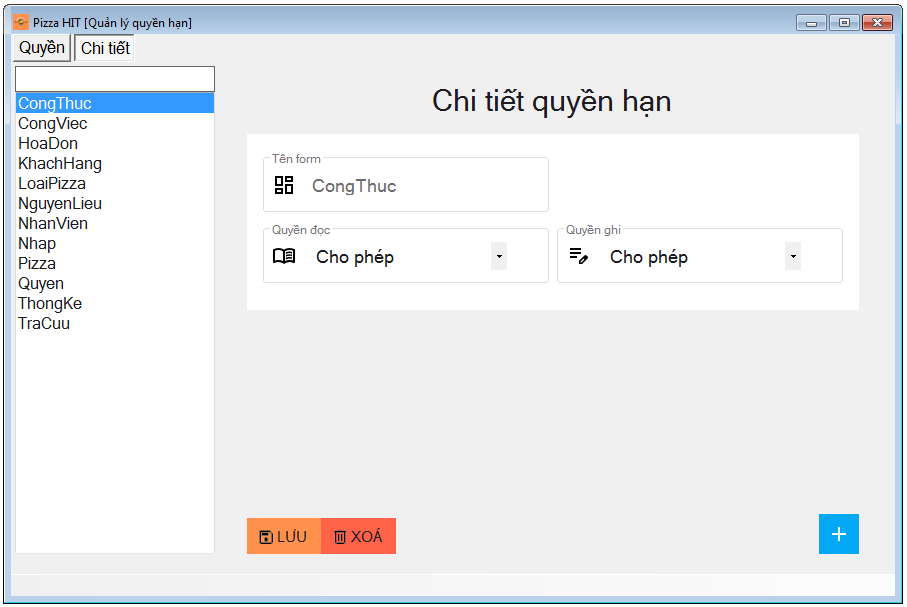 Pizza HIT [Quản lý quyền hạn]
Quyền Chi tiết
CongThuc
CongViec
HoaDon
KhachHang
LoaiPizza
NguyenLieu
NhanVien
Nhap
Pizza
Quyen
ThongKe
TraCuu
Chi tiết quyền hạn
Tên form
CongThuc
Quyền đọc
Cho phép
Quyền ghi
Cho phép
LƯU
XOÁ